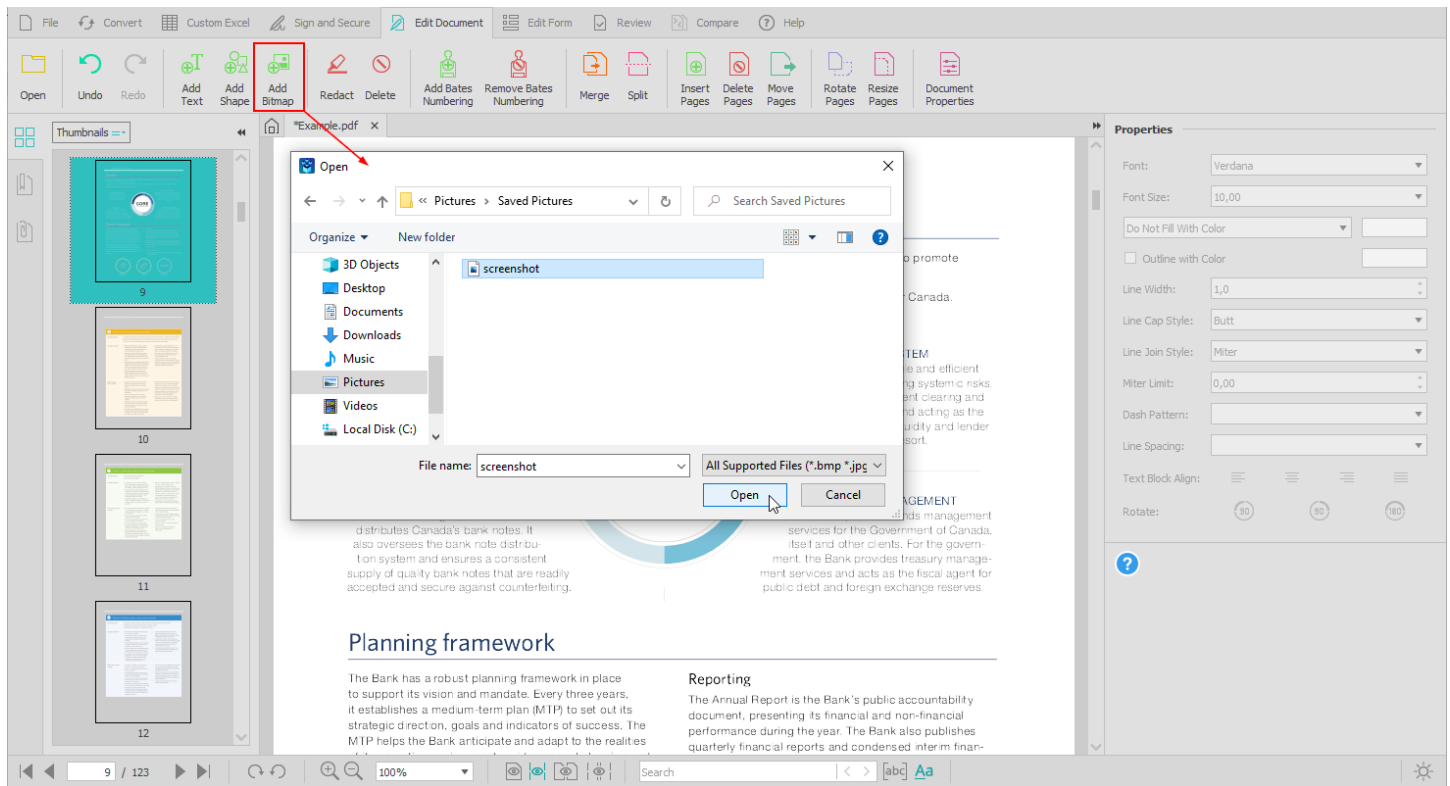 File Convert Custom Excel Sign and Secure Edit Document Edit Form Review Compare Help
Open Undo Redo Add Text Add Shape Add Bitmap Redact Delete Add Bates Numbering Remove Bates Numbering Merge Split Insert Pages Delete Pages Move Pages Rotate Pages Resize Pages Document Properties
Thumbnails
CORE
9
10
11
12
*Example.pdf
Open
« Pictures › Saved Pictures
Search Saved Pictures
Organize New folder
3D Objects
Desktop
Documents
Downloads
Music
Pictures
Videos
Local Disk (C:)
screenshot
File name: screenshot
All Supported Files (*.bmp *.jpg
Open Cancel
o promote
Canada.
TEM
e and efficient
ng systemic risks.
ent clearing and
nd acting as the
uidity and lender
sort.
distributes Canada's bank notes. It
also oversees the bank note distribu-
tion system and ensures a consistent
supply of quality bank notes that are readily
accepted and secure against counterfeiting.
AGEMENT
nds management
services for the Government of Canada,
itself and other clients. For the govern-
ment, the Bank provides treasury manage-
ment services and acts as the fiscal agent for
public debt and foreign exchange reserves.
Planning framework
The Bank has a robust planning framework in place
to support its vision and mandate. Every three years,
it establishes a medium-term plan (MTP) to set out its
strategic direction, goals and indicators of success. The
MTP helps the Bank anticipate and adapt to the realities
Reporting
The Annual Report is the Bank's public accountability
document, presenting its financial and non-financial
performance during the year. The Bank also publishes
quarterly financial reports and condensed interim finan-
Properties
Font: Verdana
Font Size: 10,00
Do Not Fill With Color
Outline with Color
Line Width: 1,0
Line Cap Style: Butt
Line Join Style: Miter
Miter Limit: 0,00
Dash Pattern:
Line Spacing:
Text Block Align:
Rotate: 90 90 180
9 / 123 100% Search [abc] Aa